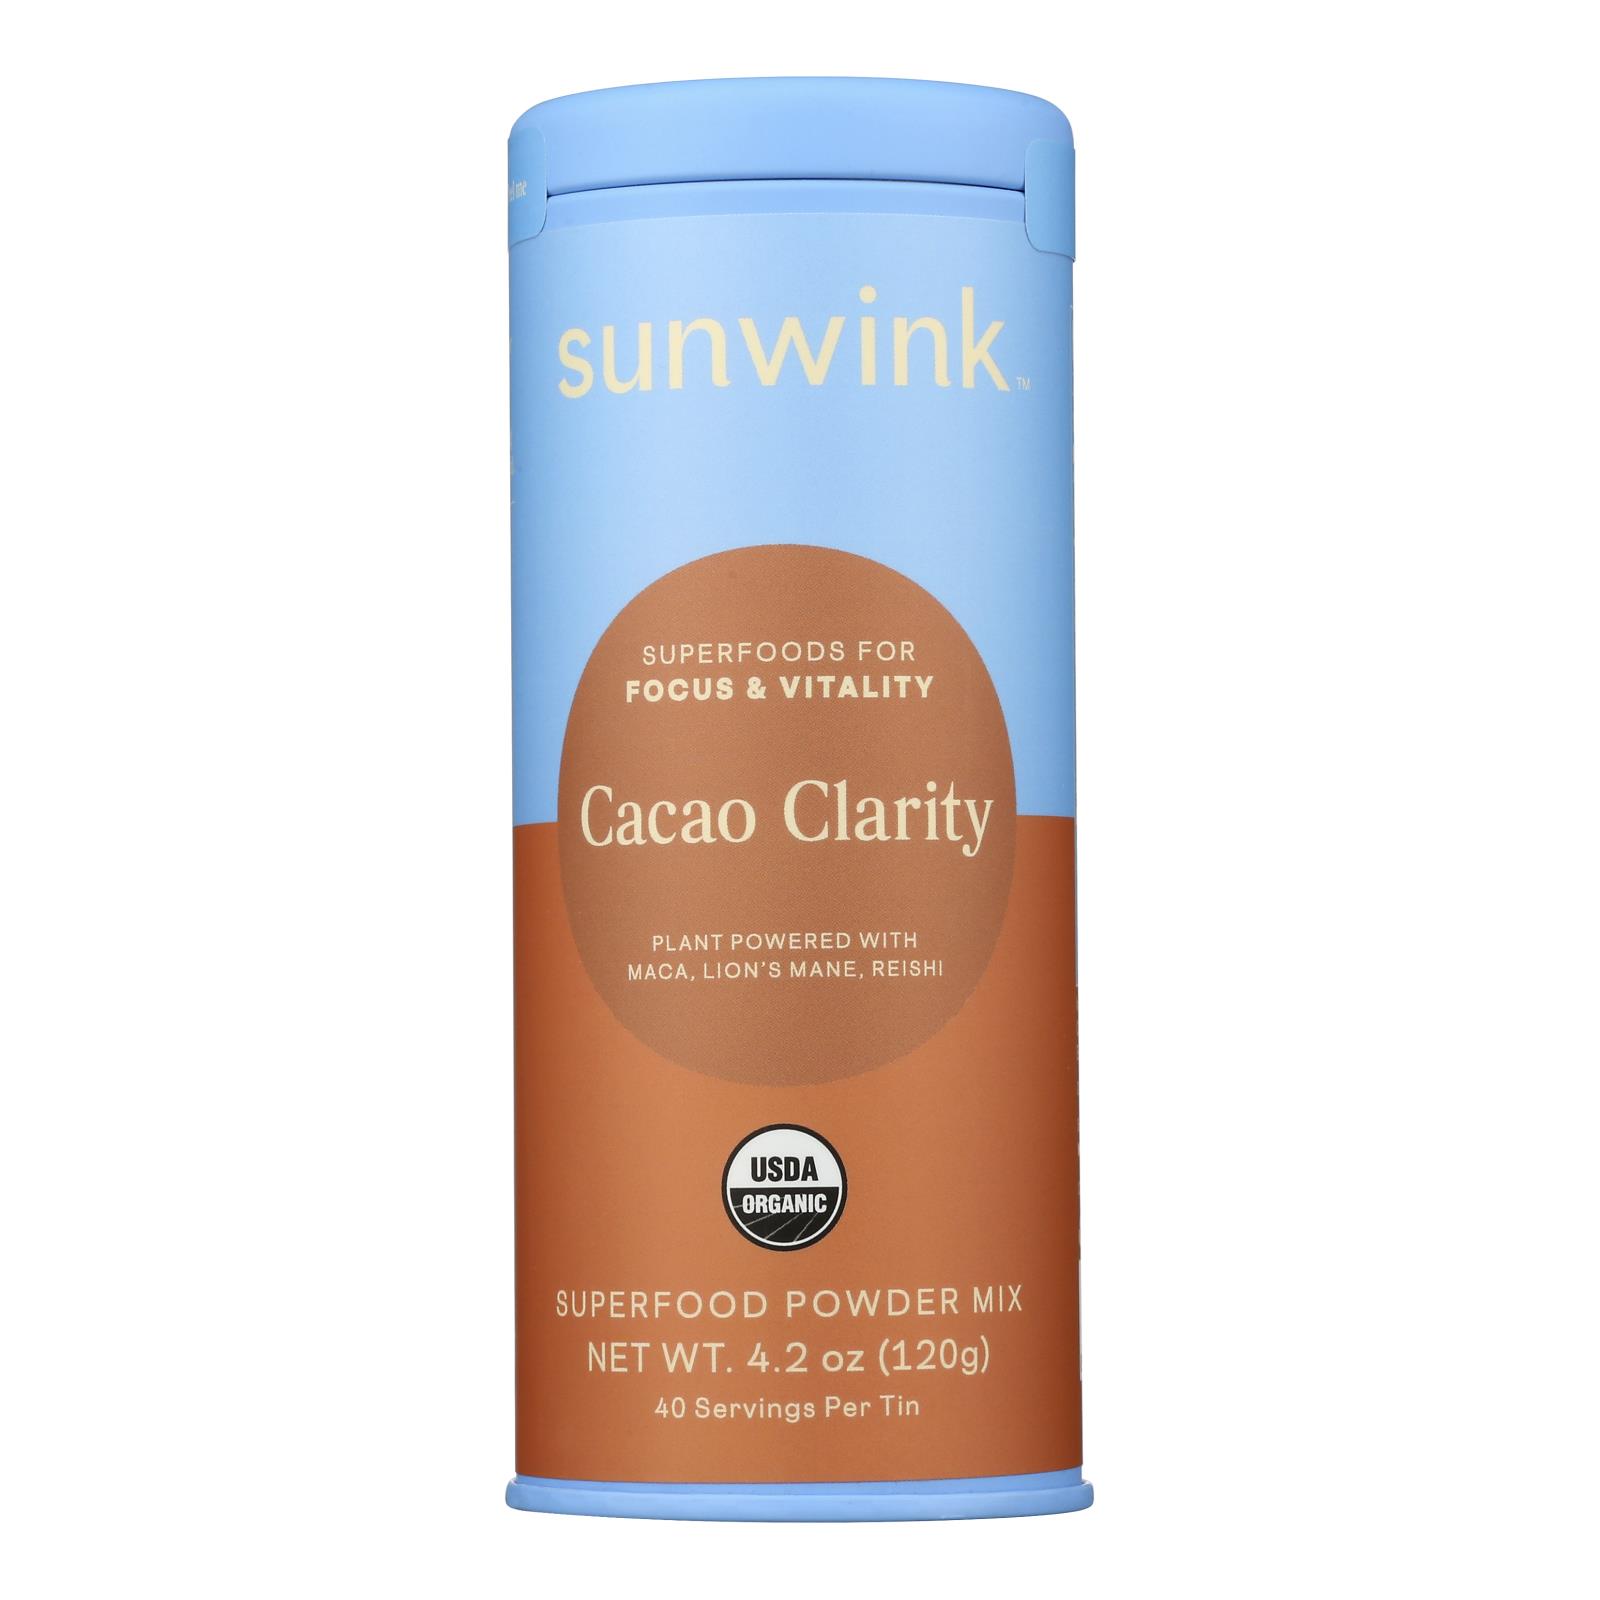 sunwink™
SUPERFOODS FOR
FOCUS & VITALITY
Cacao Clarity
PLANT POWERED WITH
MACA, LION'S MANE, REISHI
USDA
ORGANIC
SUPERFOOD POWDER MIX
NET WT. 4.2 oz (120g)
40 Servings Per Tin